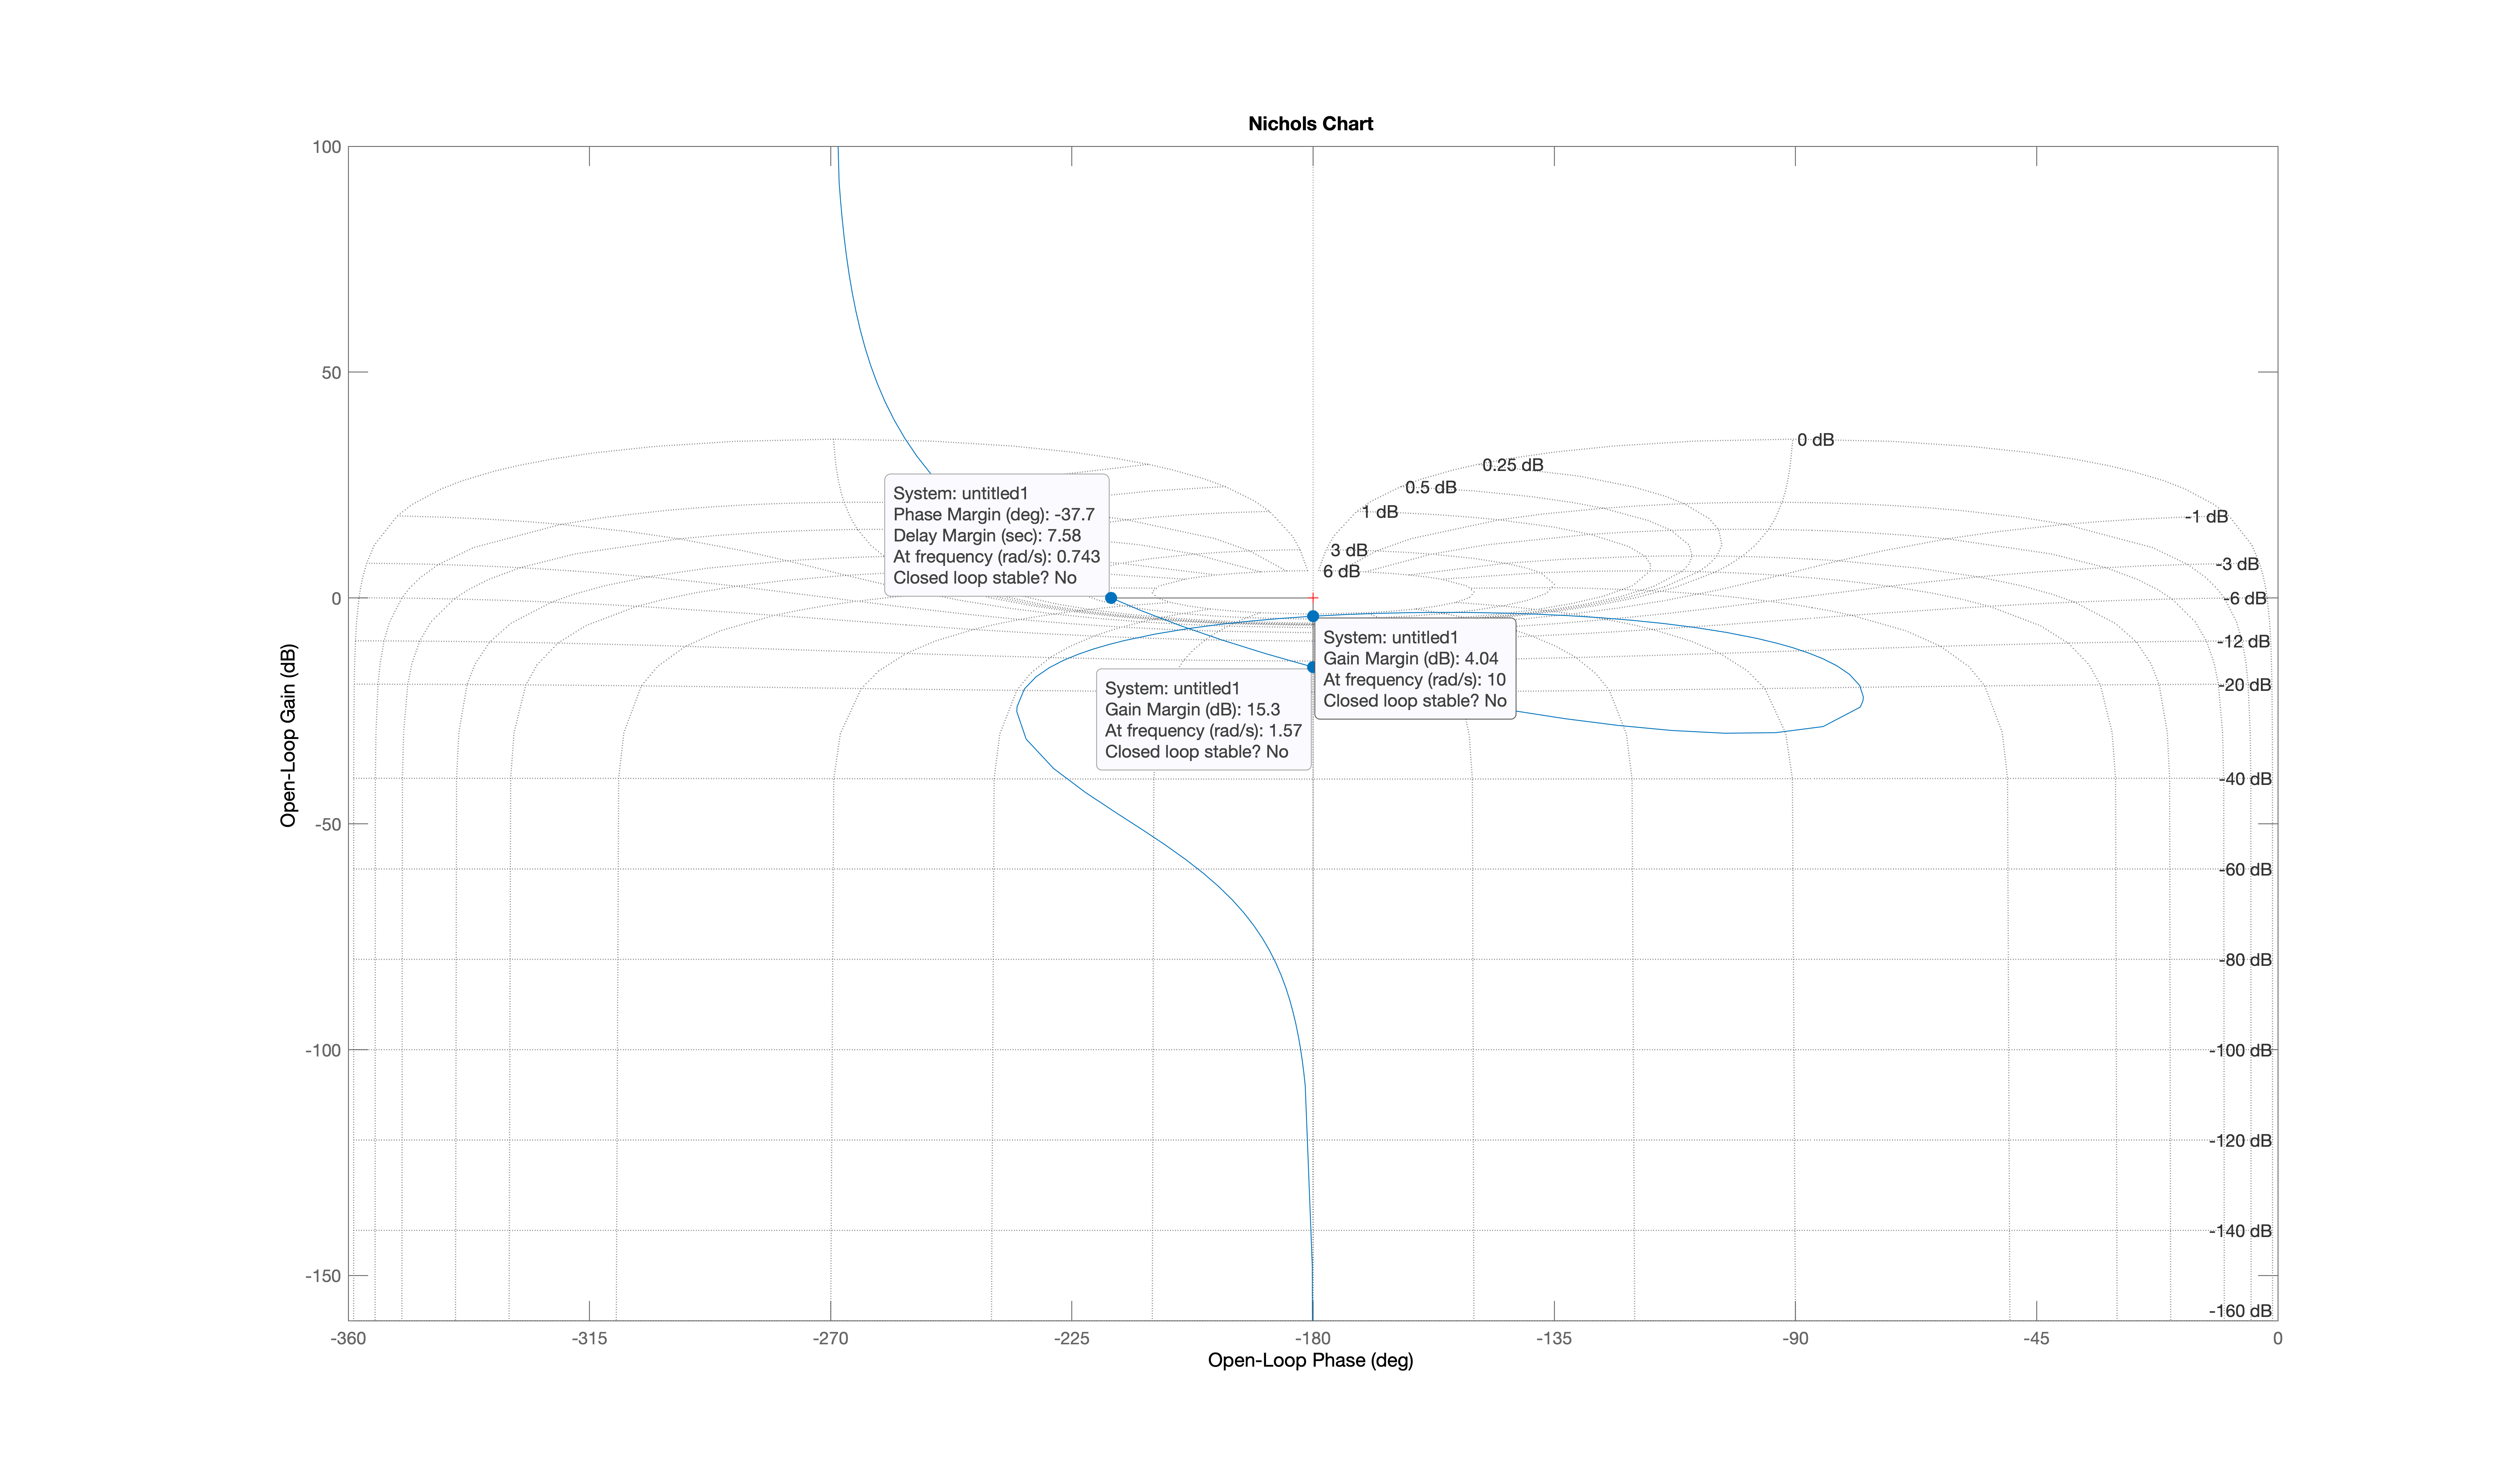 Nichols Chart
100
50
0
-50
-100
-150
Open-Loop Gain (dB)
0 dB
0.25 dB
0.5 dB
1 dB
3 dB
6 dB
-1 dB
-3 dB
-6 dB
-12 dB
-20 dB
-40 dB
-60 dB
-80 dB
-100 dB
-120 dB
-140 dB
-160 dB
System: untitled1
Phase Margin (deg): -37.7
Delay Margin (sec): 7.58
At frequency (rad/s): 0.743
Closed loop stable? No
System: untitled1
Gain Margin (dB): 4.04
At frequency (rad/s): 10
Closed loop stable? No
System: untitled1
Gain Margin (dB): 15.3
At frequency (rad/s): 1.57
Closed loop stable? No
-360 -315 -270 -225 -180 -135 -90 -45 0
Open-Loop Phase (deg)